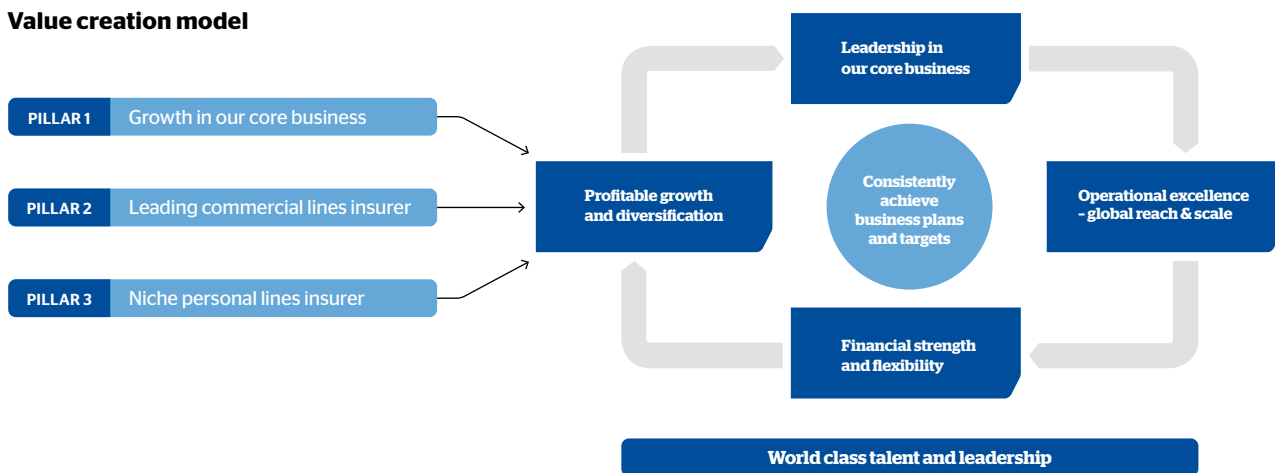 Value creation model
PILLAR 1 Growth in our core business
PILLAR 2 Leading commercial lines insurer
PILLAR 3 Niche personal lines insurer
Profitable growth
and diversification
Leadership in
our core business
Consistently
achieve
business plans
and targets
Operational excellence
– global reach & scale
Financial strength
and flexibility
World class talent and leadership